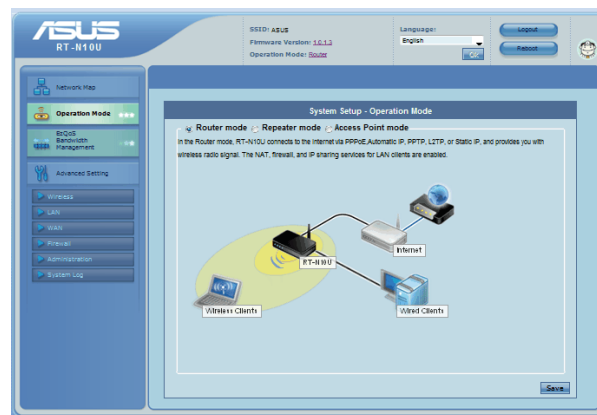 ASUS
RT-N10U
SSID: ASUS
Firmware Version: 1.0.1.3
Operation Mode: Router
Language:
English
OK
Logout
Reboot
Network Map
Operation Mode
EzQoS
Bandwidth
Management
Advanced Setting
Wireless
LAN
WAN
Firewall
Administration
System Log
System Setup - Operation Mode
Router mode Repeater mode Access Point mode
In the Router mode, RT-N10U connects to the Internet via PPPoE,Automatic IP, PPTP, L2TP, or Static IP, and provides you with
wireless radio signal. The NAT, firewall, and IP sharing services for LAN clients are enabled.
Internet
RT-N10U
Wireless Clients
Wired Clients
Save